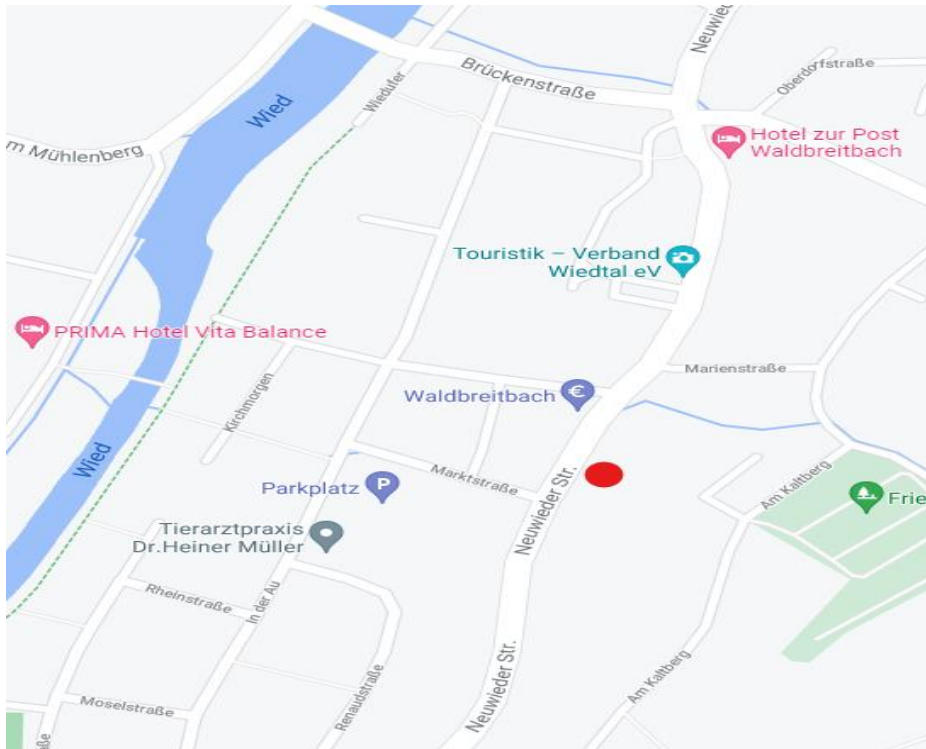 Neuwied
Brückenstraße
Oberdorfstraße
Wiedufer
Wied
m Mühlenberg
Hotel zur Post
Waldbreitbach
Touristik – Verband
Wiedtal eV
PRIMA Hotel Vita Balance
Marienstraße
Kirchmorgen
Waldbreitbach
€
Wied
Marktstraße
Neuwieder Str.
Am Kaltberg
Parkplatz
P
Frie
Tierarztpraxis
Dr.Heiner Müller
Rheinstraße
In der Au
Renaudstraße
Neuwieder Str.
Am Kaltberg
Moselstraße
aße